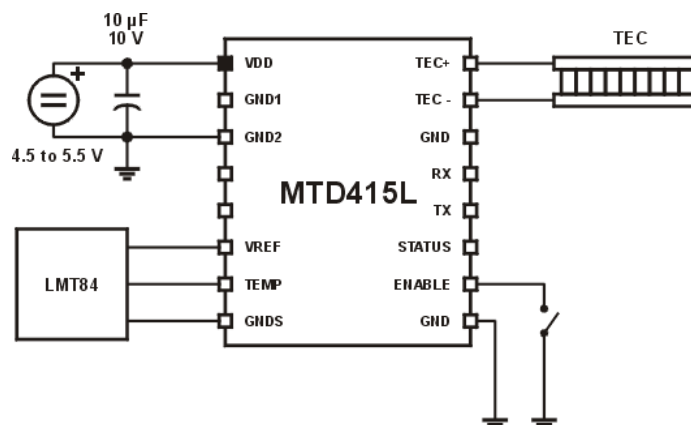 10 µF
10 V
TEC
VDD
TEC+
GND1
TEC -
GND2
GND
4.5 to 5.5 V
RX
MTD415L
TX
VREF
STATUS
LMT84
TEMP
ENABLE
GNDS
GND